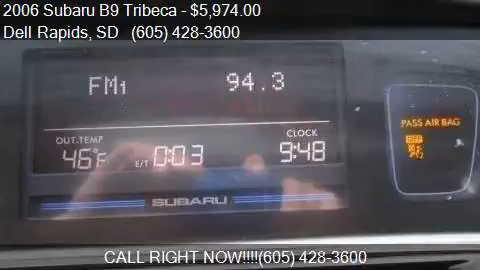 2006 Subaru B9 Tribeca - $5,974.00
Dell Rapids, SD (605) 428-3600
FM1 94.3
OUT.TEMP CLOCK
PASS AIR BAG
OFF
46°F E/T 0:03 9:48
SUBARU
CALL RIGHT NOW!!!!(605) 428-3600